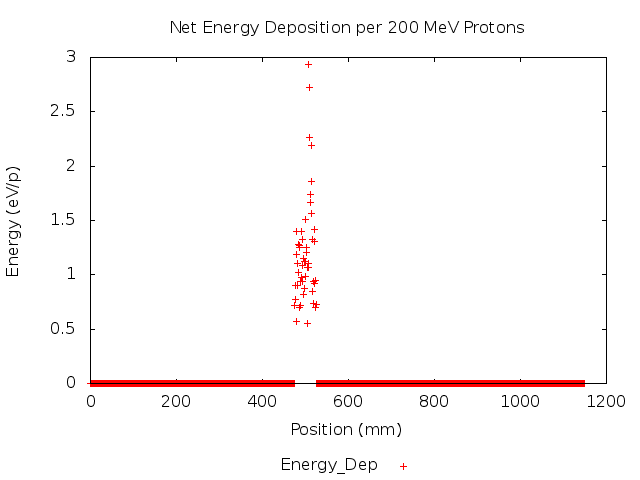 Net Energy Deposition per 200 MeV Protons
3
2.5
2
1.5
1
0.5
0
Energy (eV/p)
0 200 400 600 800 1000 1200
Position (mm)
Energy_Dep